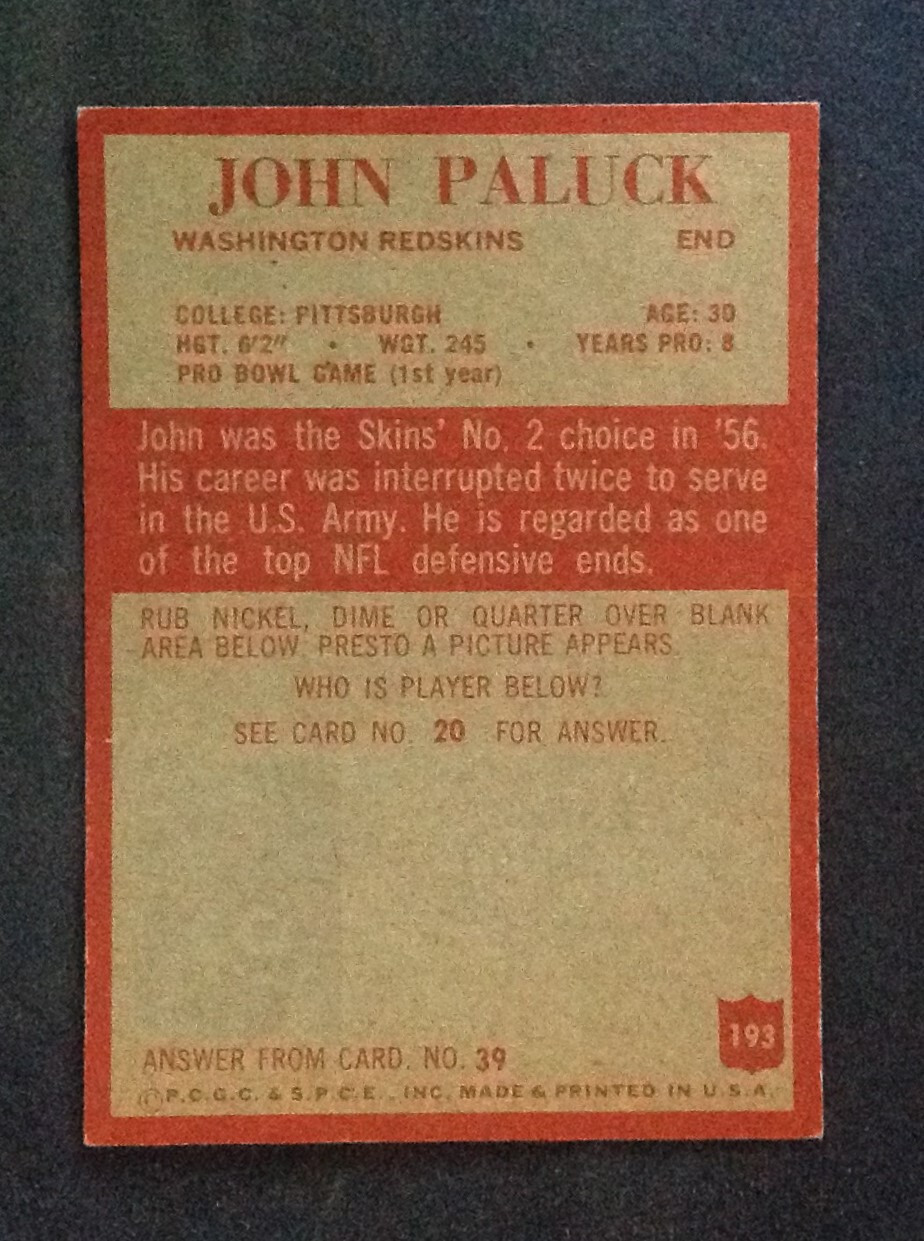 JOHN PALUCK
WASHINGTON REDSKINS END
COLLEGE: PITTSBURGH AGE: 30
HGT. 6'2" • WGT. 245 • YEARS PRO: 8
PRO BOWL GAME (1st year)
John was the Skins' No. 2 choice in '56.
His career was interrupted twice to serve
in the U.S. Army. He is regarded as one
of the top NFL defensive ends.
RUB NICKEL, DIME OR QUARTER OVER BLANK
AREA BELOW. PRESTO A PICTURE APPEARS.
WHO IS PLAYER BELOW?
SEE CARD NO. 20 FOR ANSWER.
193
ANSWER FROM CARD. NO. 39
©P.C.G.C. & S.P.C.E., INC. MADE & PRINTED IN U.S.A.